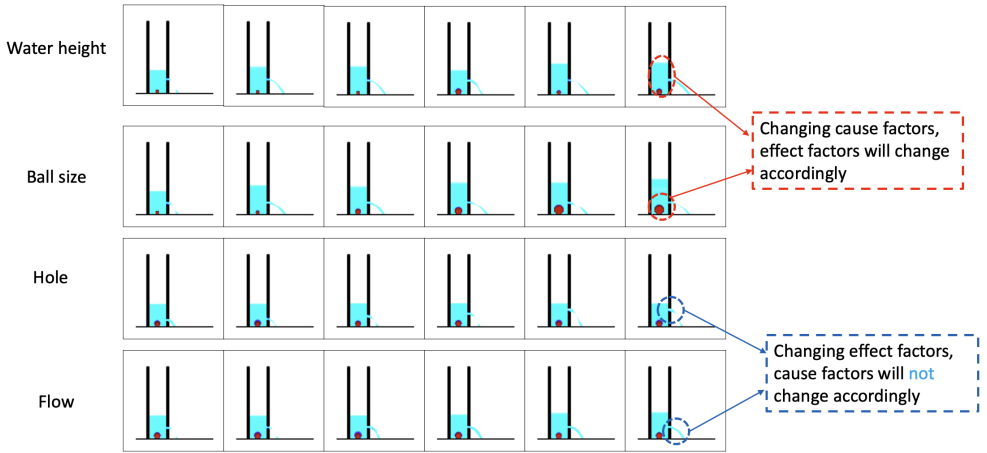 Water height
Changing cause factors,
effect factors will change
accordingly
Ball size
Hole
Changing effect factors,
cause factors will not
change accordingly
Flow